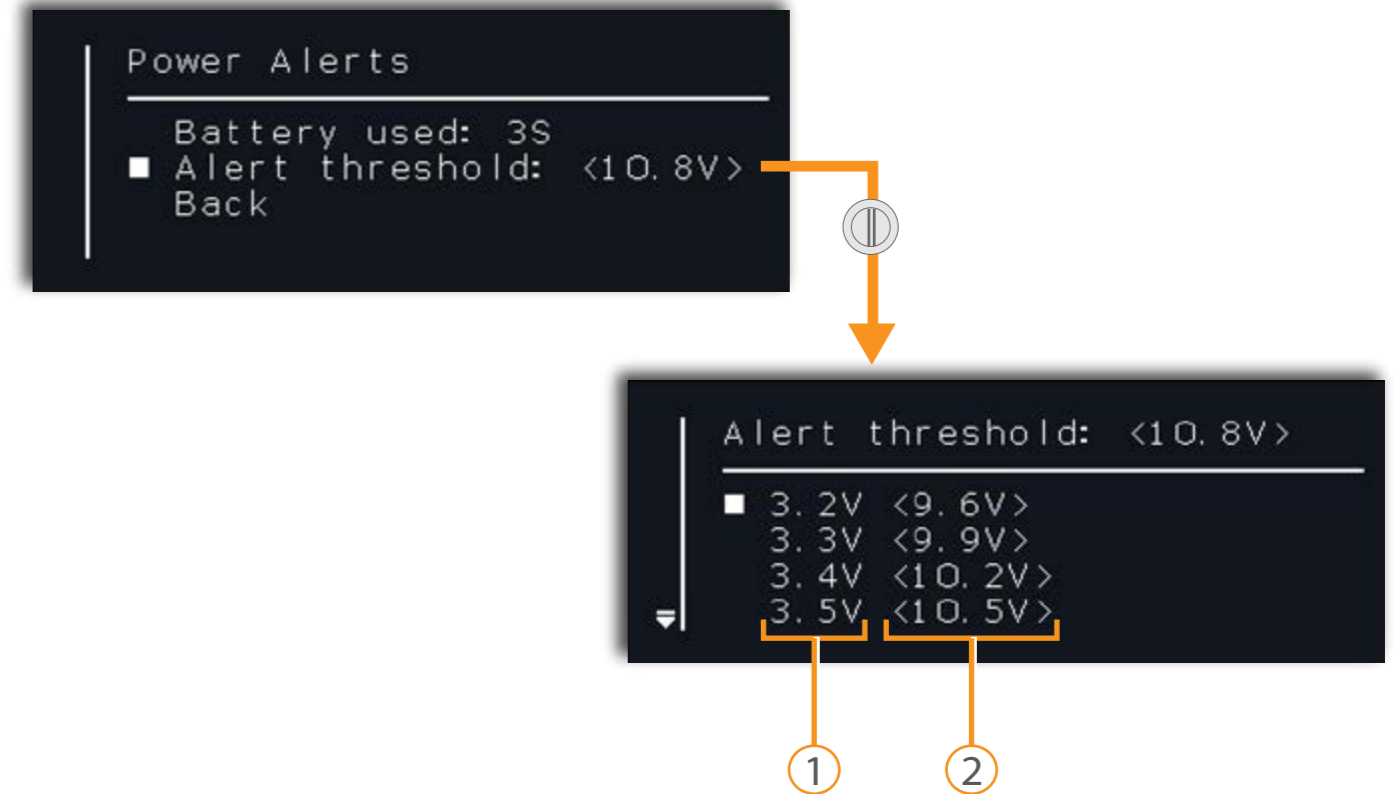 Power Alerts
Battery used: 3S
Alert threshold: <10.8V>
Back
Alert threshold: <10.8V>
3.2V <9.6V>
3.3V <9.9V>
3.4V <10.2V>
3.5V <10.5V>
1 2